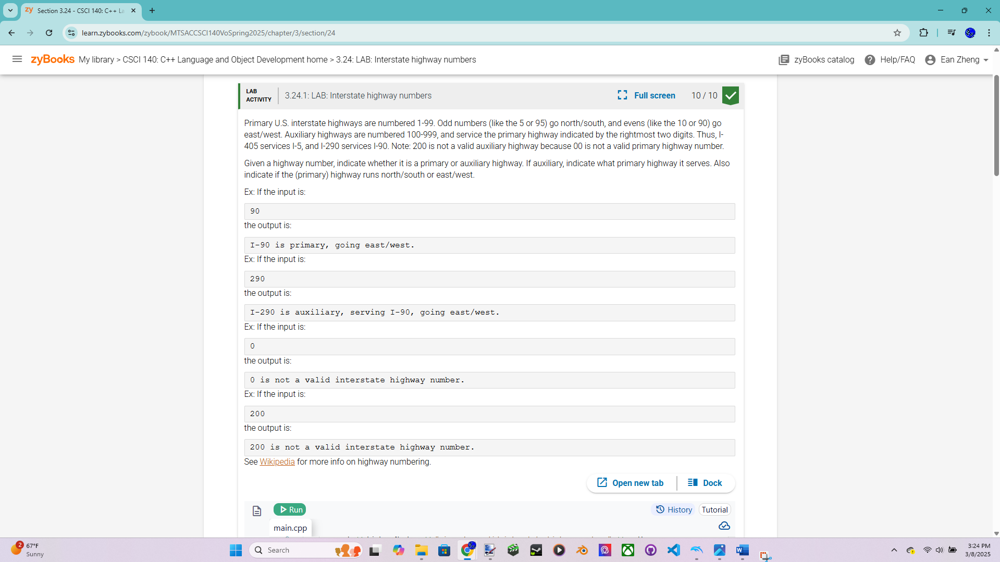 Section 3.24 - CSCI 140: C++ La
learn.zybooks.com/zybook/MTSACCSCI140VoSpring2025/chapter/3/section/24
zyBooks My library > CSCI 140: C++ Language and Object Development home > 3.24: LAB: Interstate highway numbers
zyBooks catalog
Help/FAQ
Ean Zheng
LAB
ACTIVITY
3.24.1: LAB: Interstate highway numbers
Full screen
10 / 10
Primary U.S. interstate highways are numbered 1-99. Odd numbers (like the 5 or 95) go north/south, and evens (like the 10 or 90) go
east/west. Auxiliary highways are numbered 100-999, and service the primary highway indicated by the rightmost two digits. Thus, I-
405 services I-5, and I-290 services I-90. Note: 200 is not a valid auxiliary highway because 00 is not a valid primary highway number.
Given a highway number, indicate whether it is a primary or auxiliary highway. If auxiliary, indicate what primary highway it serves. Also
indicate if the (primary) highway runs north/south or east/west.
Ex: If the input is:
90
the output is:
I-90 is primary, going east/west.
Ex: If the input is:
290
the output is:
I-290 is auxiliary, serving I-90, going east/west.
Ex: If the input is:
0
the output is:
0 is not a valid interstate highway number.
Ex: If the input is:
200
the output is:
200 is not a valid interstate highway number.
See Wikipedia for more info on highway numbering.
Open new tab
Dock
Run
History
Tutorial
main.cpp
2
67°F
Sunny
Search
3:24 PM
3/8/2025